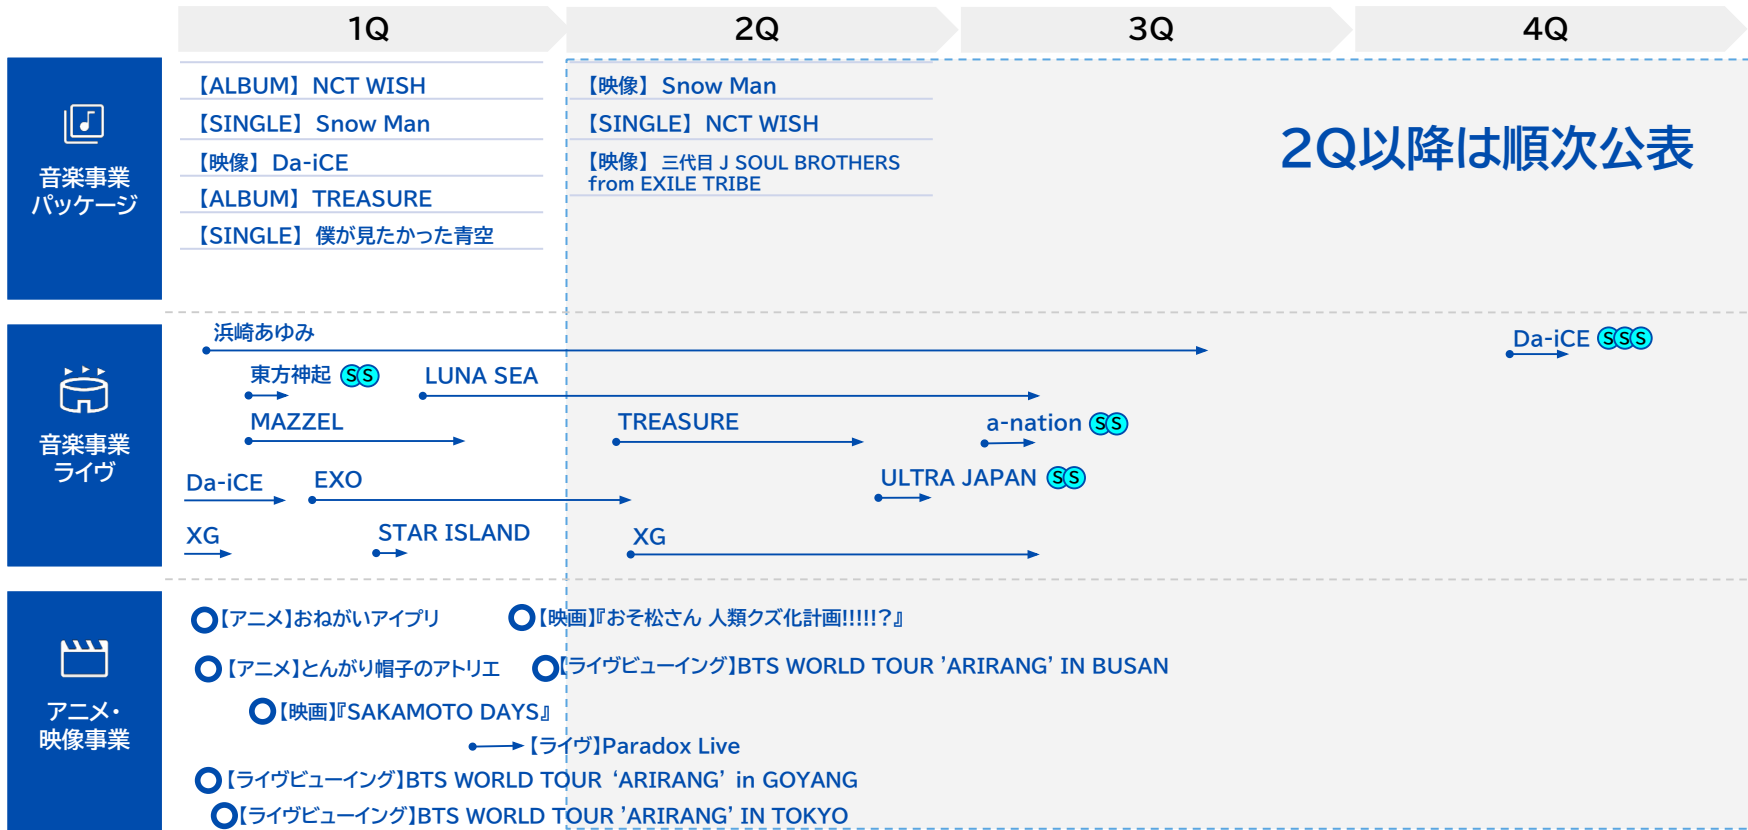 1Q
2Q
3Q
4Q
音楽事業
パッケージ
【ALBUM】NCT WISH
【SINGLE】Snow Man
【映像】Da-iCE
【ALBUM】TREASURE
【SINGLE】僕が見たかった青空
【映像】Snow Man
【SINGLE】NCT WISH
【映像】三代目 J SOUL BROTHERS
from EXILE TRIBE
2Q以降は順次公表
音楽事業
ライヴ
浜崎あゆみ
Da-iCE SSS
東方神起 SS
LUNA SEA
MAZZEL
TREASURE
a-nation SS
Da-iCE
EXO
ULTRA JAPAN SS
XG
STAR ISLAND
XG
アニメ・
映像事業
【アニメ】おねがいアイプリ
【映画】『おそ松さん 人類クズ化計画!!!!!?』
【アニメ】とんがり帽子のアトリエ
【ライヴビューイング】BTS WORLD TOUR ’ARIRANG’ IN BUSAN
【映画】『SAKAMOTO DAYS』
【ライヴ】Paradox Live
【ライヴビューイング】BTS WORLD TOUR ‘ARIRANG’ in GOYANG
【ライヴビューイング】BTS WORLD TOUR ’ARIRANG’ IN TOKYO